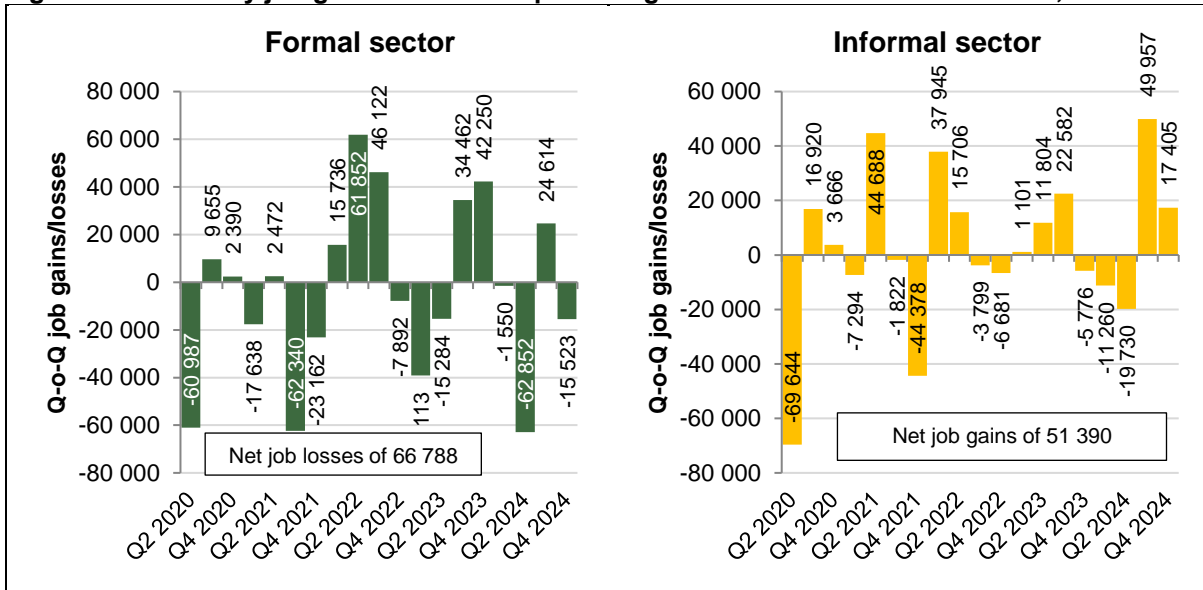 Formal sector
Q-o-Q job gains/losses
80 000
60 000
40 000
20 000
0
-20 000
-40 000
-60 000
-80 000
-60 987
9 655
2 390
-17 638
2 472
-62 340
-23 162
15 736
61 852
46 122
-7 892
113
-15 284
34 462
42 250
-1 550
-62 852
24 614
-15 523
Net job losses of 66 788
Q2 2020
Q4 2020
Q2 2021
Q4 2021
Q2 2022
Q4 2022
Q2 2023
Q4 2023
Q2 2024
Q4 2024
Informal sector
Q-o-Q job gains/losses
60 000
40 000
20 000
0
-20 000
-40 000
-60 000
-80 000
-69 644
16 920
3 666
-7 294
44 688
-1 822
-44 378
37 945
15 706
-3 799
-6 681
1 101
11 804
22 582
-5 776
-11 260
-19 730
49 957
17 405
Net job gains of 51 390
Q2 2020
Q4 2020
Q2 2021
Q4 2021
Q2 2022
Q4 2022
Q2 2023
Q4 2023
Q2 2024
Q4 2024